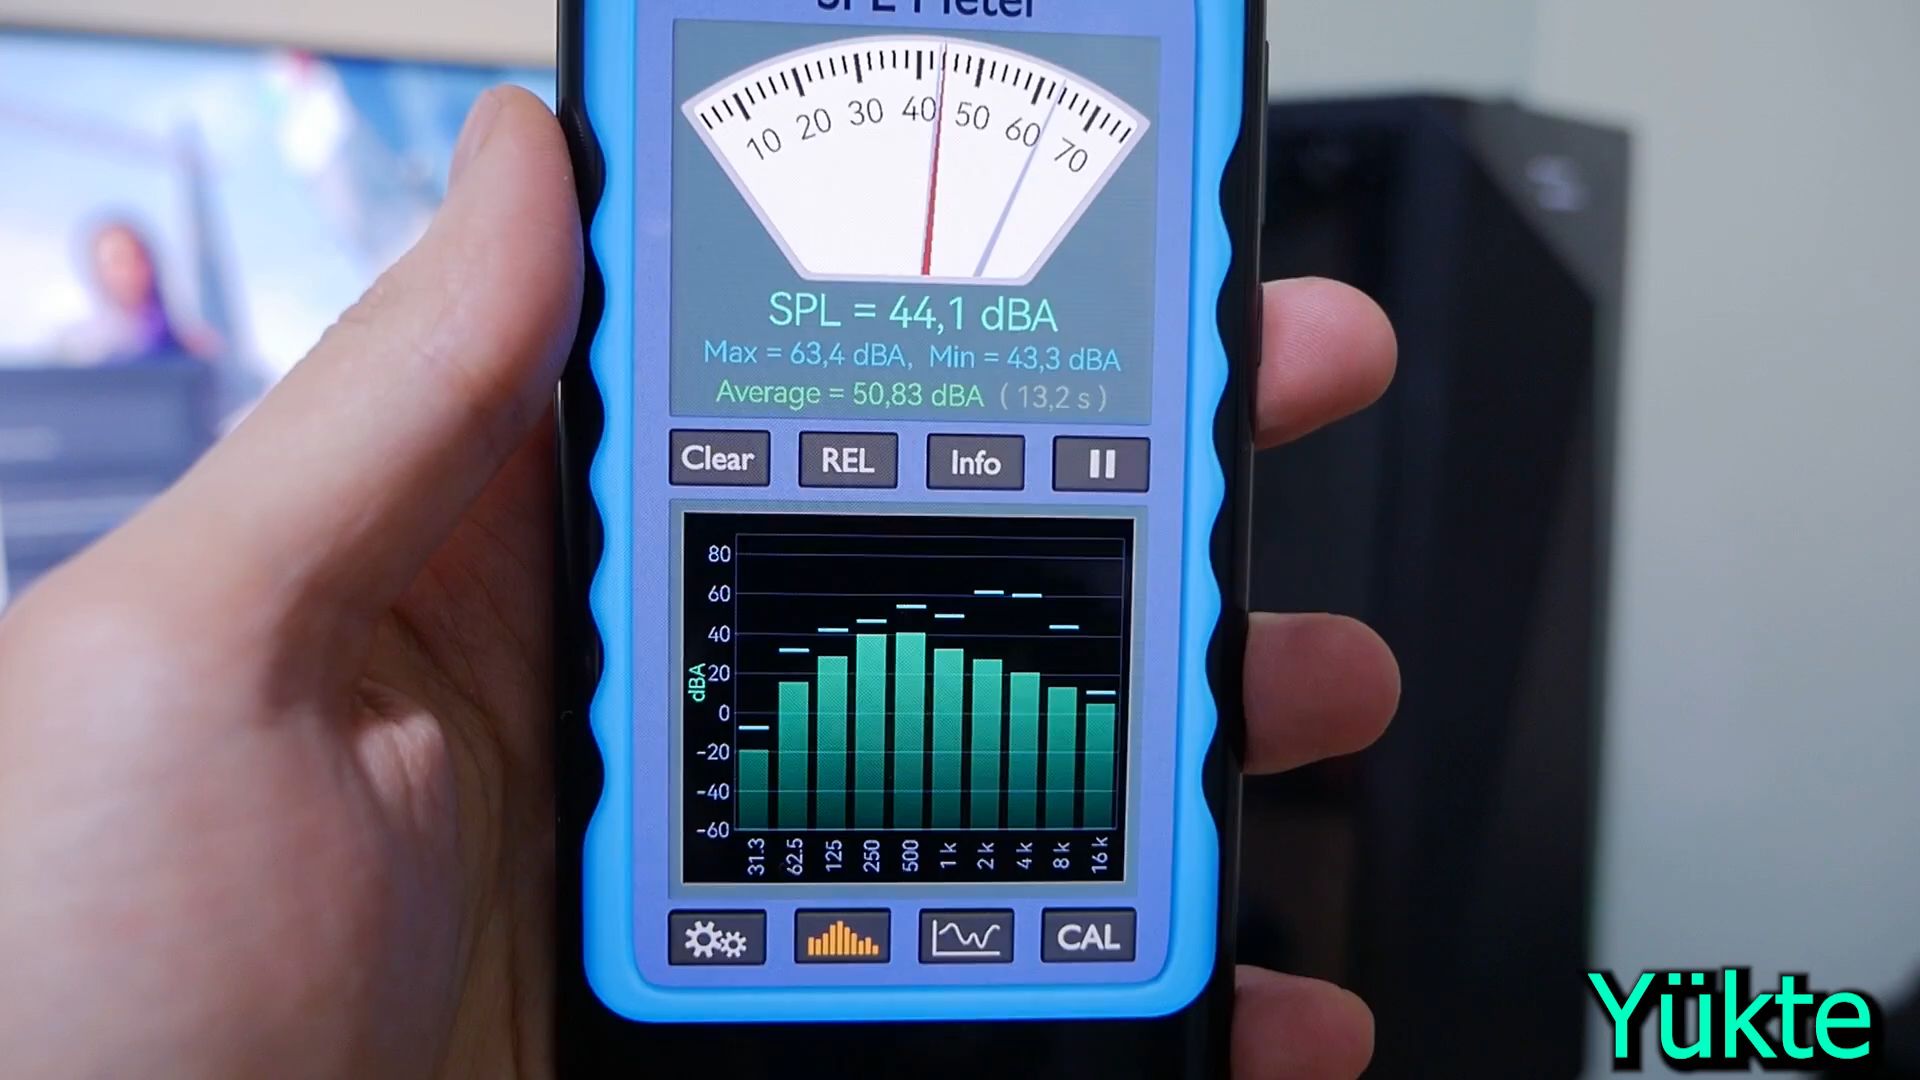 SPL Meter
10 20 30 40 50 60 70
SPL = 44,1 dBA
Max = 63,4 dBA, Min = 43,3 dBA
Average = 50,83 dBA ( 13,2 s )
Clear REL Info
80
60
40
20
0
-20
-40
-60
dBA
31.3 62.5 125 250 500 1 k 2 k 4 k 8 k 16 k
CAL
Yükte